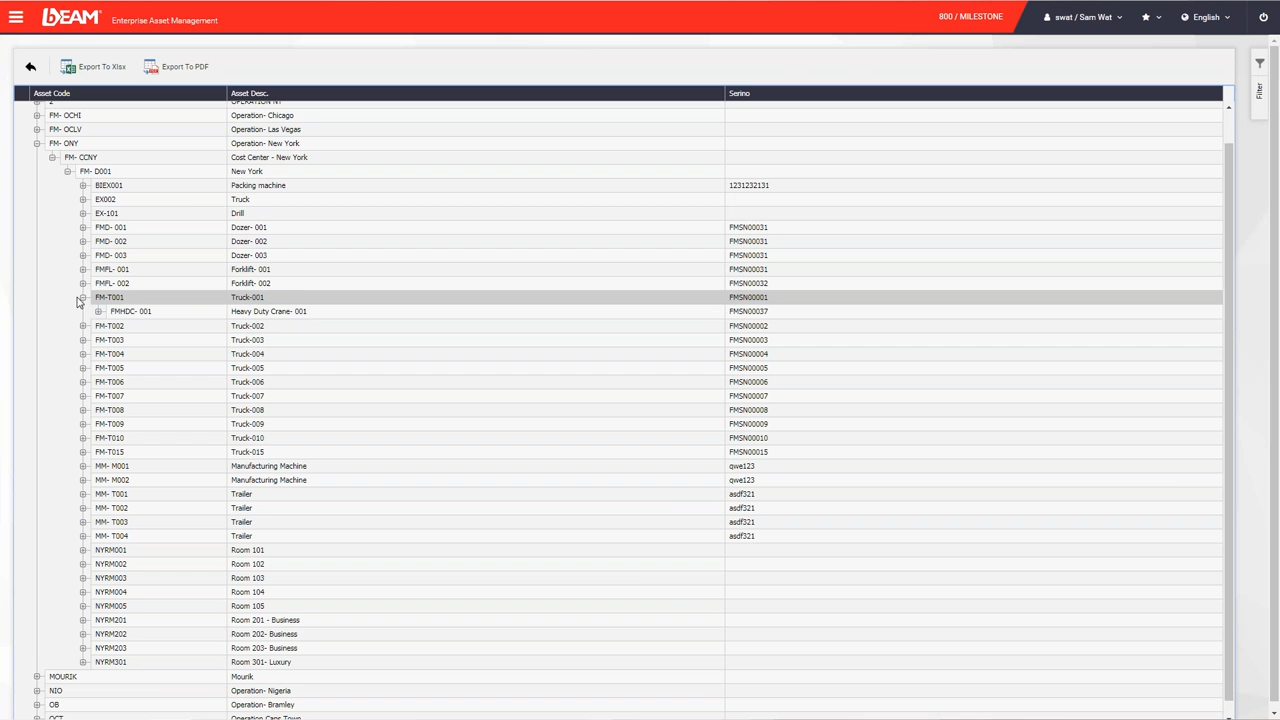 bEAM Enterprise Asset Management 800 / MILESTONE swat / Sam Wat English
Export To Xlsx Export To PDF
Filter
Asset Code Asset Desc. Serino
2 OPERATION NY
FM- OCHI Operation- Chicago
FM- OCLV Operation- Las Vegas
FM- ONY Operation- New York
FM- CCNY Cost Center - New York
FM- D001 New York
BIEX001 Packing machine 1231232131
EX002 Truck
EX-101 Drill
FMD- 001 Dozer- 001 FMSN00031
FMD- 002 Dozer- 002 FMSN00031
FMD- 003 Dozer- 003 FMSN00031
FMFL- 001 Forklift- 001 FMSN00031
FMFL- 002 Forklift- 002 FMSN00032
FM-T001 Truck-001 FMSN00001
FMHDC- 001 Heavy Duty Crane- 001 FMSN00037
FM-T002 Truck-002 FMSN00002
FM-T003 Truck-003 FMSN00003
FM-T004 Truck-004 FMSN00004
FM-T005 Truck-005 FMSN00005
FM-T006 Truck-006 FMSN00006
FM-T007 Truck-007 FMSN00007
FM-T008 Truck-008 FMSN00008
FM-T009 Truck-009 FMSN00009
FM-T010 Truck-010 FMSN00010
FM-T015 Truck-015 FMSN00015
MM- M001 Manufacturing Machine qwe123
MM- M002 Manufacturing Machine qwe123
MM- T001 Trailer asdf321
MM- T002 Trailer asdf321
MM- T003 Trailer asdf321
MM- T004 Trailer asdf321
NYRM001 Room 101
NYRM002 Room 102
NYRM003 Room 103
NYRM004 Room 104
NYRM005 Room 105
NYRM201 Room 201 - Business
NYRM202 Room 202- Business
NYRM203 Room 203- Business
NYRM301 Room 301- Luxury
MOURIK Mourik
NIO Operation- Nigeria
OB Operation- Bramley
OCT Operation Cape Town